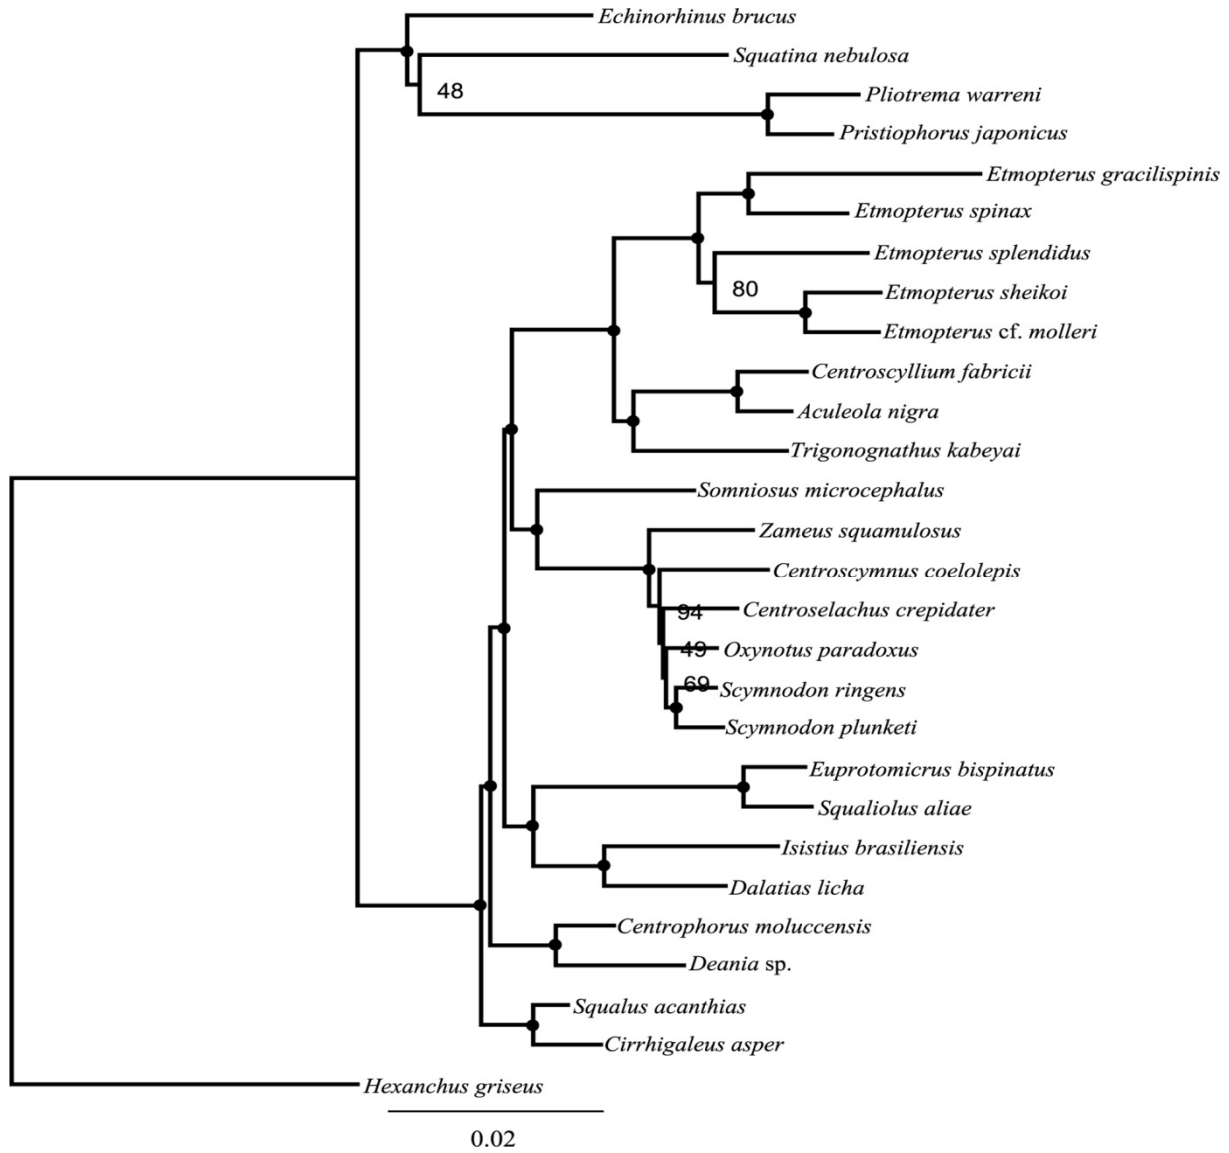 Echinorhinus brucus
Squatina nebulosa
48
Pliotrema warreni
Pristiophorus japonicus
Etmopterus gracilispinis
Etmopterus spinax
Etmopterus splendidus
80
Etmopterus sheikoi
Etmopterus cf. molleri
Centroscyllium fabricii
Aculeola nigra
Trigonognathus kabeyai
Somniosus microcephalus
Zameus squamulosus
Centroscymnus coelolepis
94
Centroselachus crepidater
49
Oxynotus paradoxus
69
Scymnodon ringens
Scymnodon plunketi
Euprotomicrus bispinatus
Squaliolus aliae
Isistius brasiliensis
Dalatias licha
Centrophorus moluccensis
Deania sp.
Squalus acanthias
Cirrhigaleus asper
Hexanchus griseus
0.02